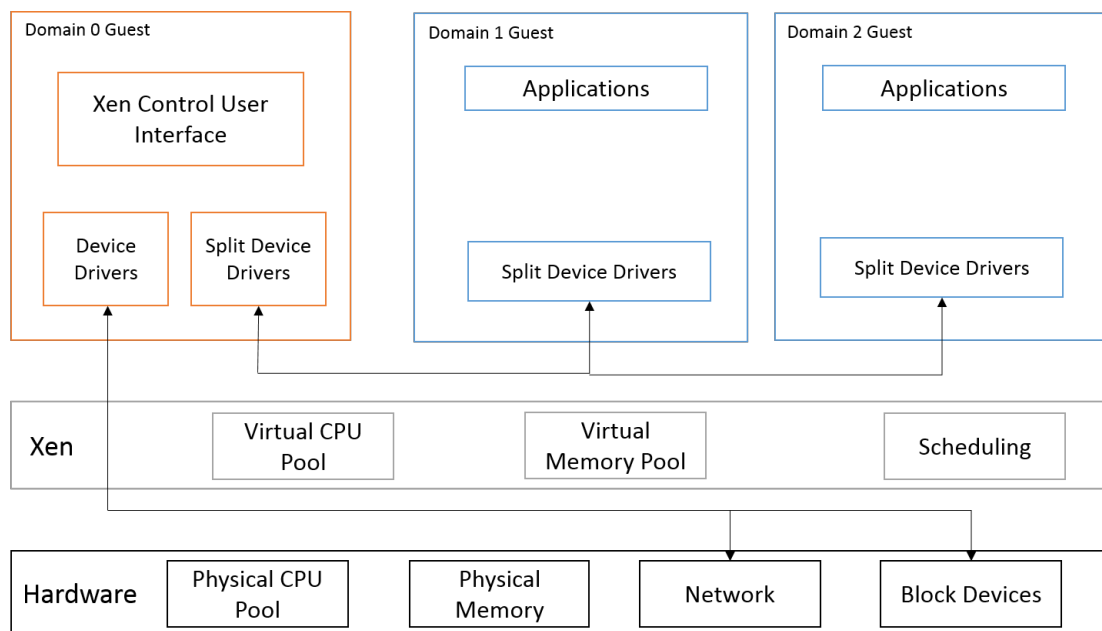 Domain 0 Guest
Xen Control User
Interface
Device
Drivers
Split Device
Drivers
Domain 1 Guest
Applications
Split Device Drivers
Domain 2 Guest
Applications
Split Device Drivers
Xen
Virtual CPU
Pool
Virtual
Memory Pool
Scheduling
Hardware
Physical CPU
Pool
Physical
Memory
Network
Block Devices